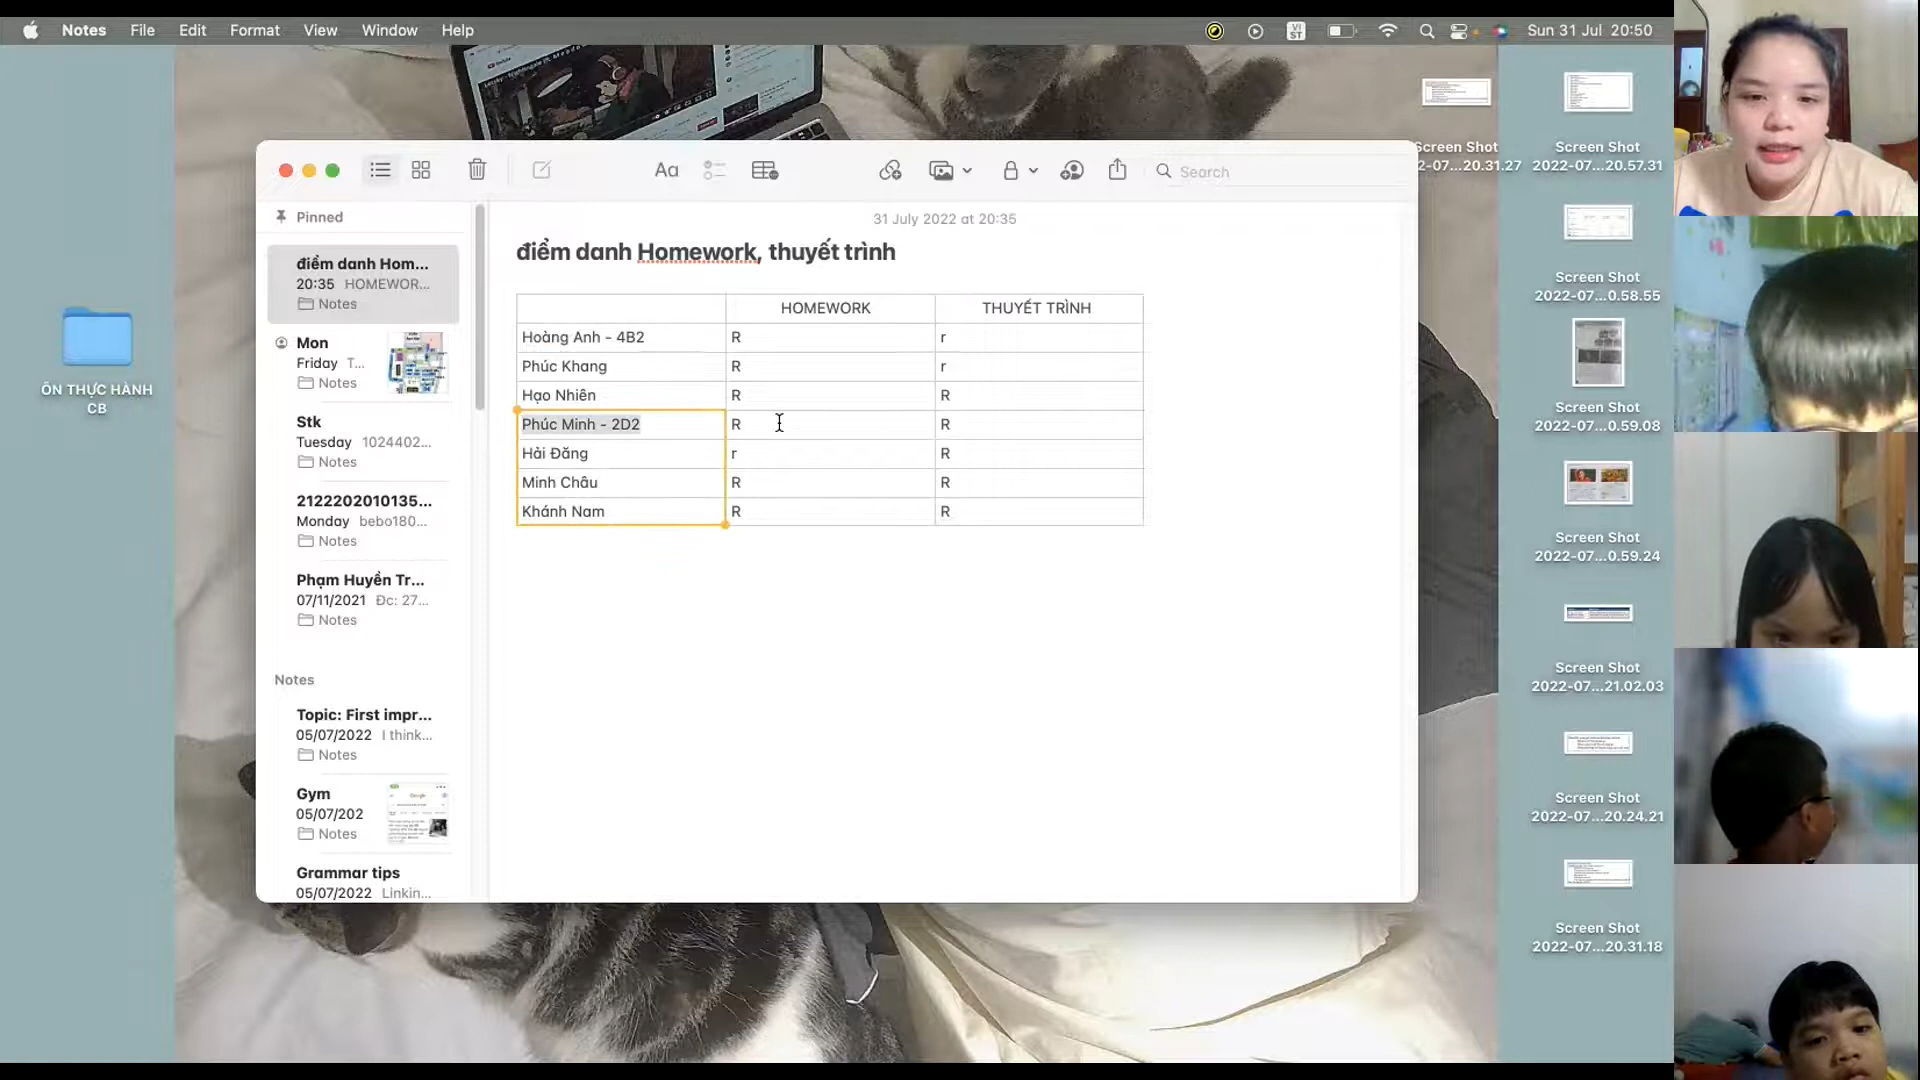 Notes File Edit Format View Window Help
VI
ST
Sun 31 Jul 20:50
YouTube
Search
Pinned
điểm danh Hom...
20:35 HOMEWOR...
Notes
Mon
Friday T...
Notes
Stk
Tuesday 1024402...
Notes
2122202010135...
Monday bebo180...
Notes
Phạm Huyền Tr...
07/11/2021 Đc: 27...
Notes
Notes
Topic: First impr...
05/07/2022 I think...
Notes
Gym
05/07/202
Notes
Grammar tips
05/07/2022 Linkin...
31 July 2022 at 20:35
điểm danh Homework, thuyết trình
HOMEWORK THUYẾT TRÌNH
Hoàng Anh - 4B2 R r
Phúc Khang R r
Hạo Nhiên R R
Phúc Minh - 2D2 R R
Hải Đăng r R
Minh Châu R R
Khánh Nam R R
ÔN THỰC HÀNH
CB
Screen Shot
2-07...20.31.27
Screen Shot
2022-07...20.57.31
Screen Shot
2022-07...0.58.55
Screen Shot
2022-07...0.59.08
Screen Shot
2022-07...0.59.24
Screen Shot
2022-07...21.02.03
Screen Shot
2022-07...20.24.21
Screen Shot
2022-07...20.31.18